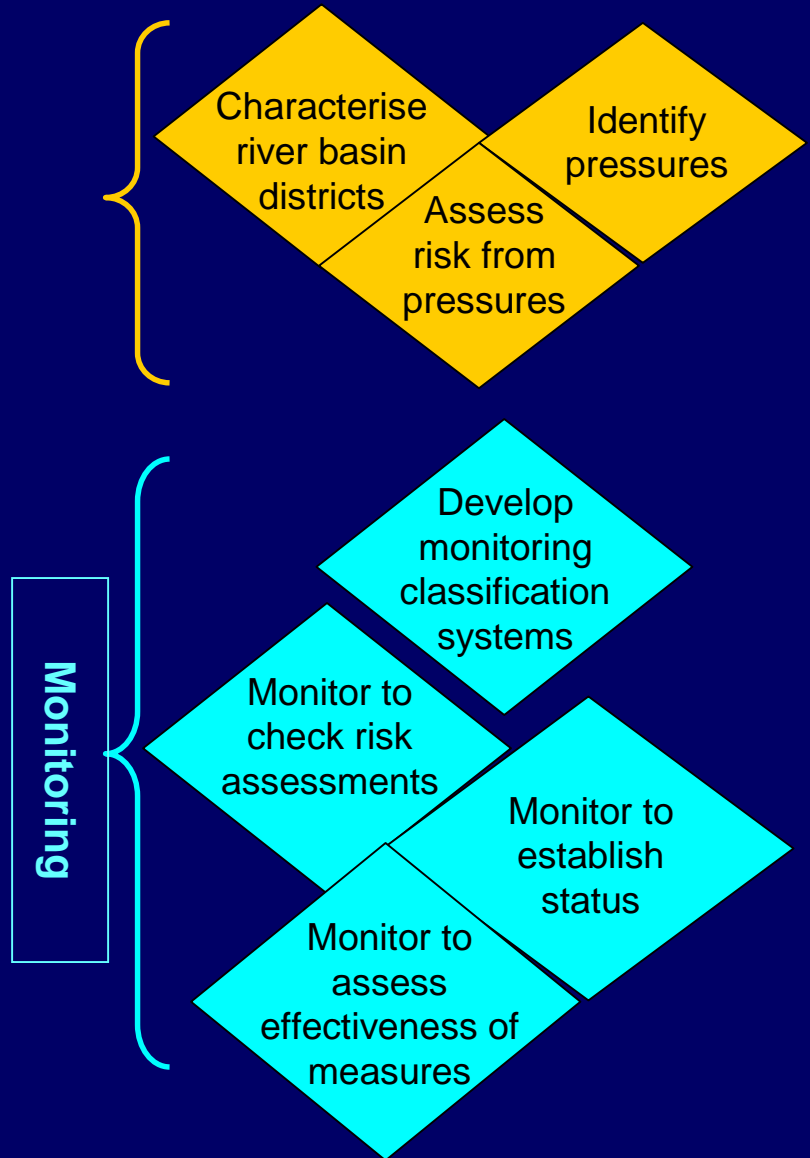 Characterise
river basin
districts
Identify
pressures
Assess
risk from
pressures
Develop
monitoring
classification
systems
Monitoring
Monitor to
check risk
assessments
Monitor to
establish
status
Monitor to
assess
effectiveness of
measures